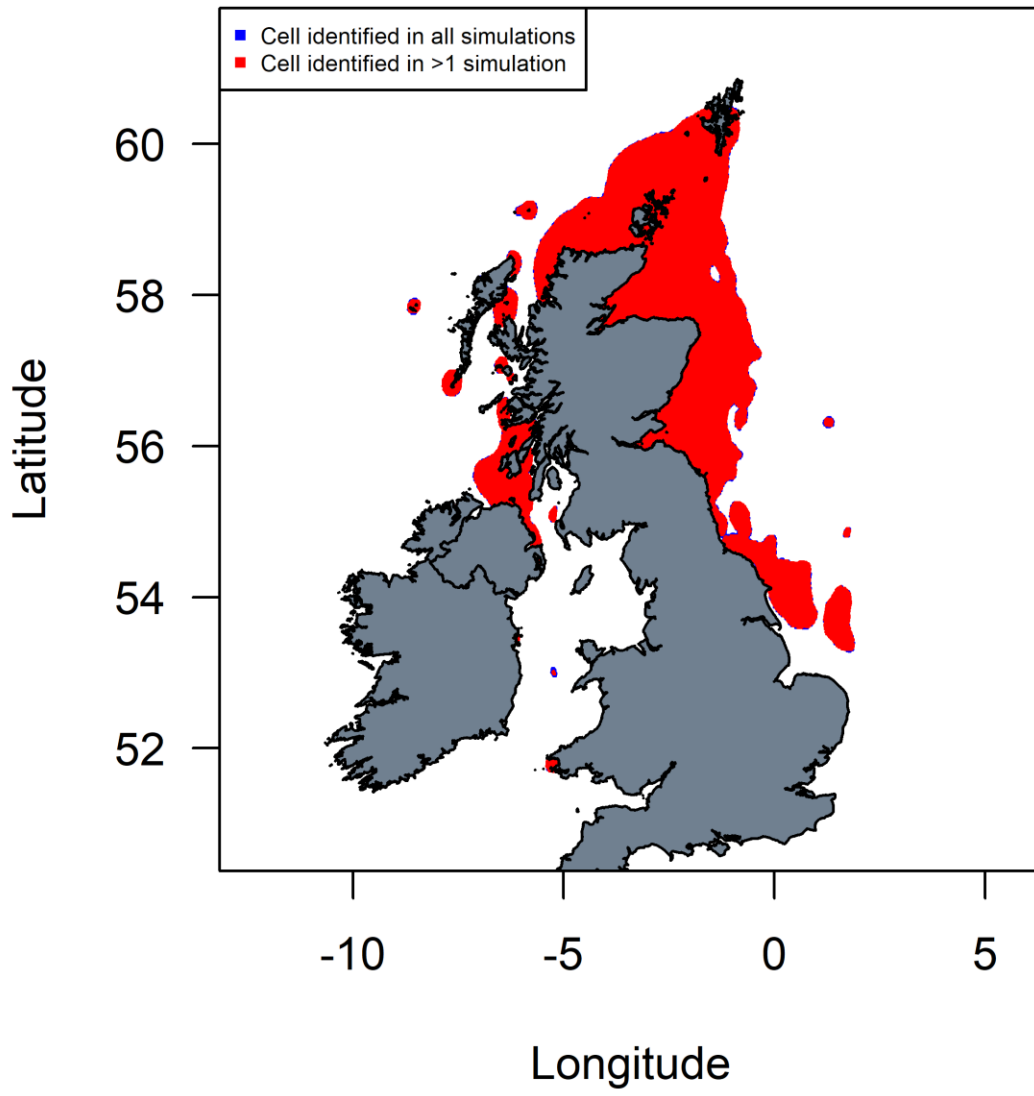 Cell identified in all simulations
Cell identified in >1 simulation
60
58
56
54
52
Latitude
-10
-5
0
5
Longitude